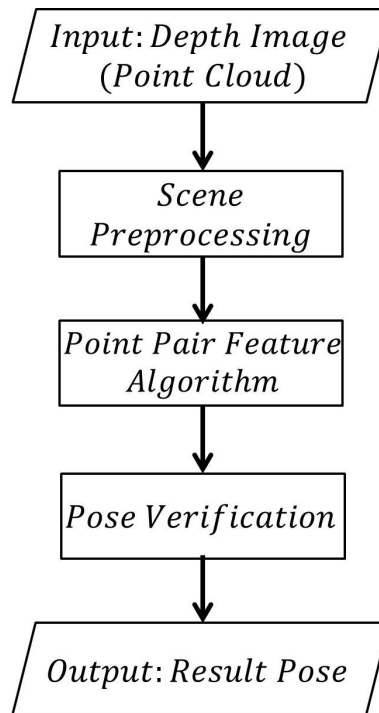 Input: Depth Image
(Point Cloud)
Scene
Preprocessing
Point Pair Feature
Algorithm
Pose Verification
Output: Result Pose